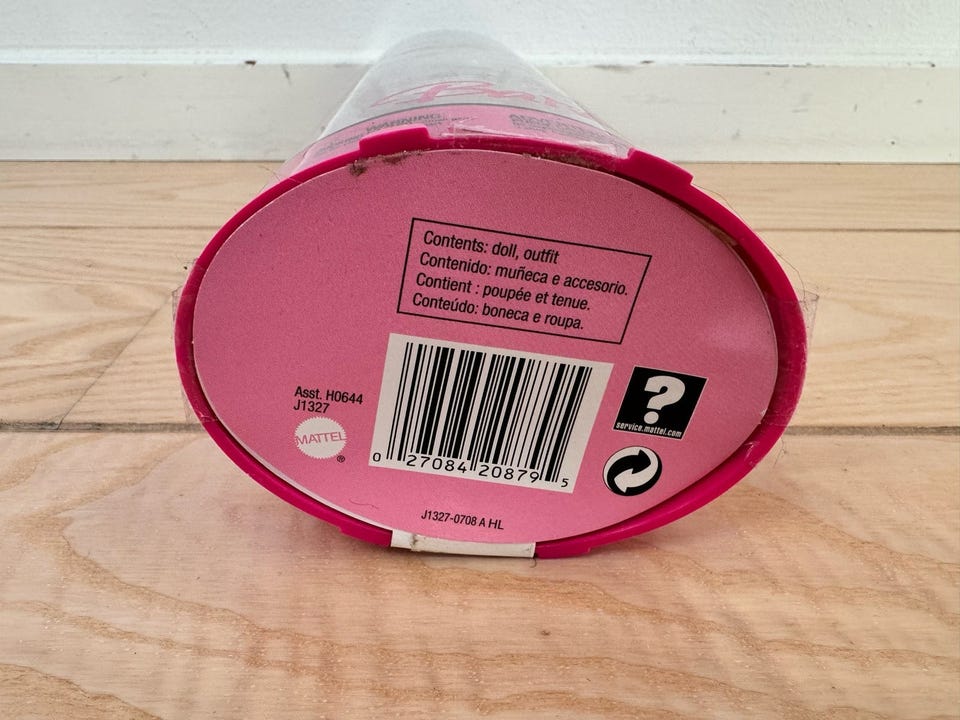 WARNING
Contents: doll, outfit
Contenido: muñeca e accesorio.
Contient : poupée et tenue.
Conteúdo: boneca e roupa.
Asst. H0644
J1327
MATTEL
®
0 27084 20879 5
?
service.mattel.com
J1327-0708 A HL